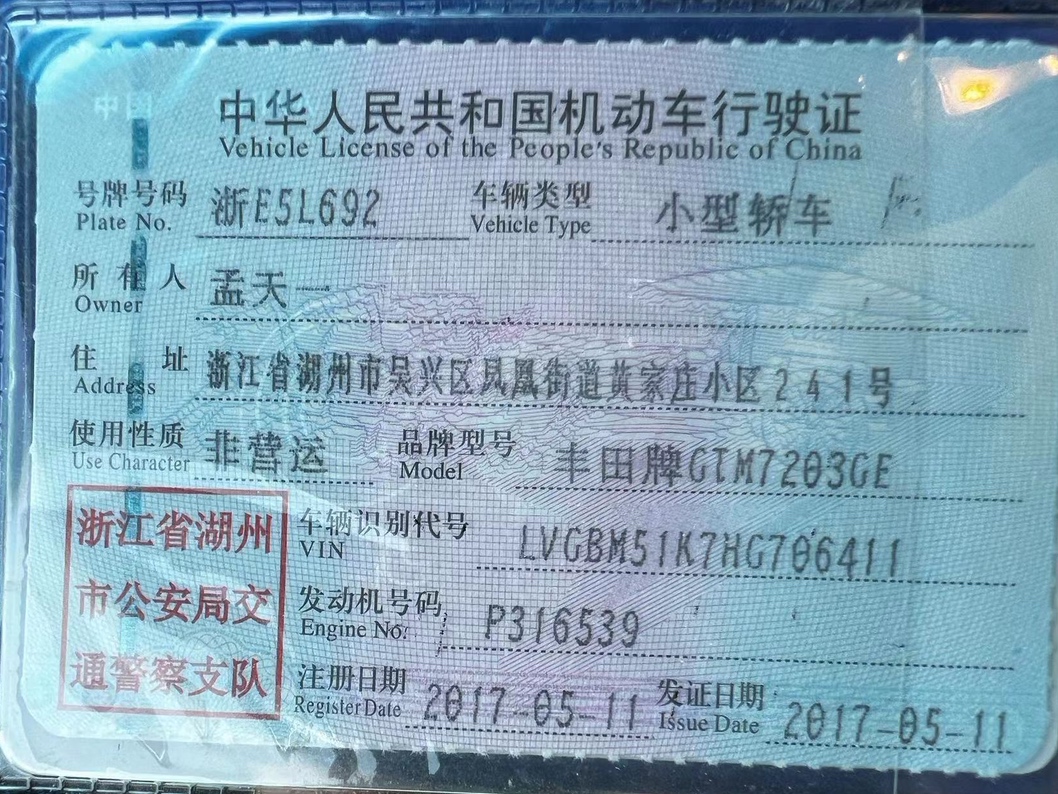 中华人民共和国机动车行驶证
Vehicle License of the People's Republic of China
号牌号码 浙E5L692 车辆类型 小型轿车
Plate No. Vehicle Type
所有人 孟天一
Owner
住址 浙江省湖州市吴兴区凤凰街道黄家庄小区241号
Address
使用性质 非营运 品牌型号 丰田牌GTM7203GE
Use Character Model
浙江省湖州 车辆识别代号 LVGBM51K7HG706411
VIN
市公安局交 发动机号码 P316539
Engine No.
通警察支队 注册日期 2017-05-11 发证日期 2017-05-11
Register Date Issue Date